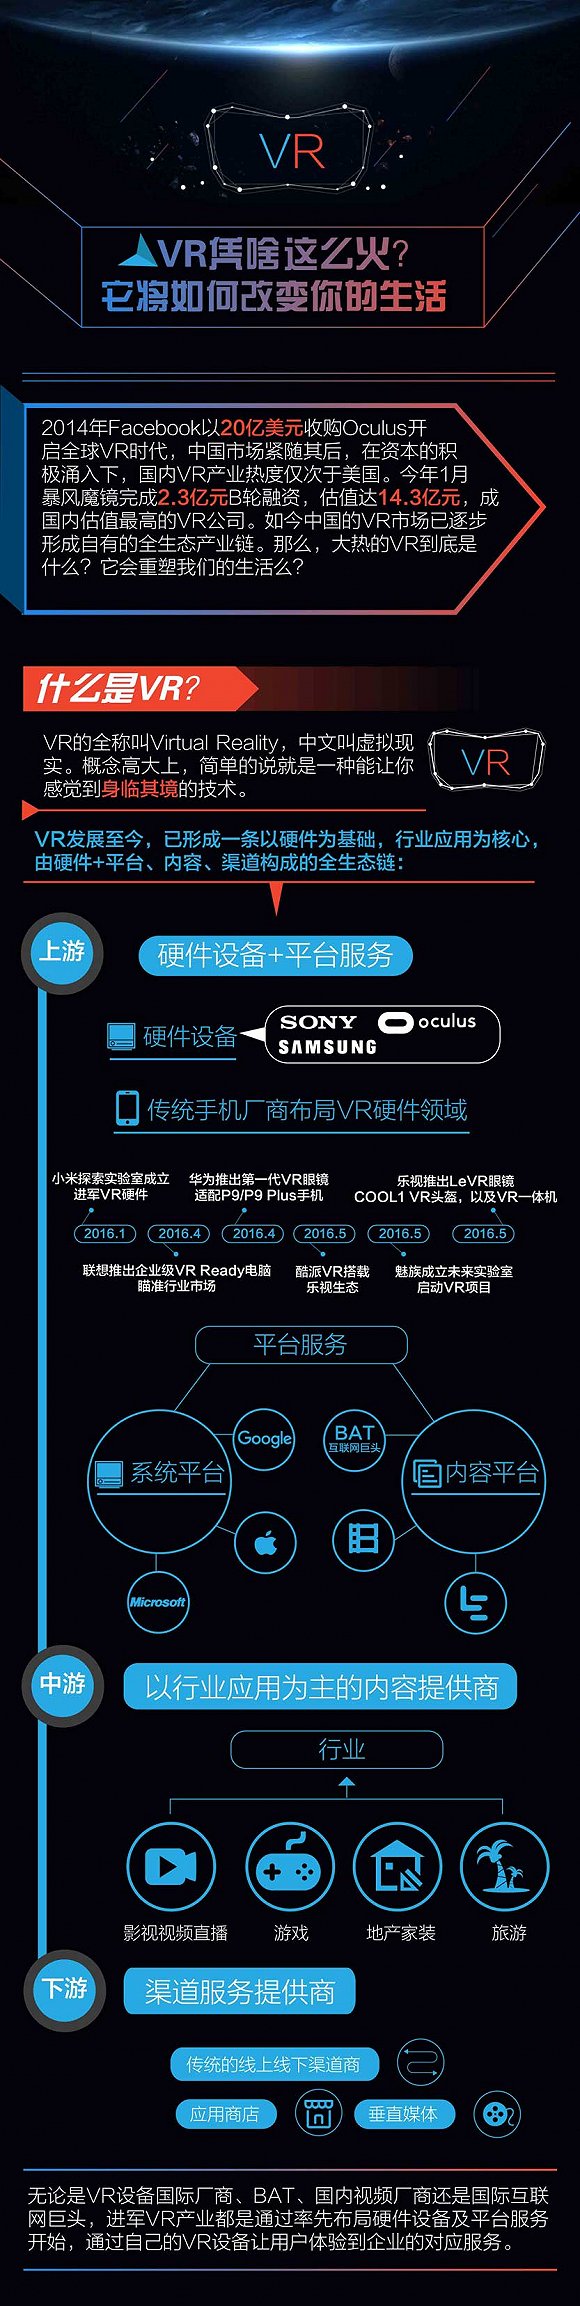 VR
VR凭啥这么火?
它将如何改变你的生活
2014年Facebook以20亿美元收购Oculus开
启全球VR时代，中国市场紧随其后，在资本的积
极涌入下，国内VR产业热度仅次于美国。今年1月
暴风魔镜完成2.3亿元B轮融资，估值达14.3亿元，成
国内估值最高的VR公司。如今中国的VR市场已逐步
形成自有的全生态产业链。那么，大热的VR到底是
什么？它会重塑我们的生活么？
什么是VR?
VR的全称叫Virtual Reality，中文叫虚拟现
实。概念高大上，简单的说就是一种能让你
感觉到身临其境的技术。
VR
VR发展至今，已形成一条以硬件为基础，行业应用为核心，
由硬件+平台、内容、渠道构成的全生态链：
上游
硬件设备+平台服务
硬件设备
SONY oculus
SAMSUNG
传统手机厂商布局VR硬件领域
小米探索实验室成立
进军VR硬件
华为推出第一代VR眼镜
适配P9/P9 Plus手机
乐视推出LeVR眼镜
COOL1 VR头盔，以及VR一体机
2016.1 2016.4 2016.4 2016.5 2016.5 2016.5
联想推出企业级VR Ready电脑
瞄准行业市场
酷派VR搭载
乐视生态
魅族成立未来实验室
启动VR项目
平台服务
Google
BAT
互联网巨头
系统平台
内容平台
Microsoft
中游
以行业应用为主的内容提供商
行业
影视视频直播 游戏 地产家装 旅游
下游
渠道服务提供商
传统的线上线下渠道商
应用商店
垂直媒体
无论是VR设备国际厂商、BAT、国内视频厂商还是国际互联
网巨头，进军VR产业都是通过率先布局硬件设备及平台服务
开始，通过自己的VR设备让用户体验到企业的对应服务。